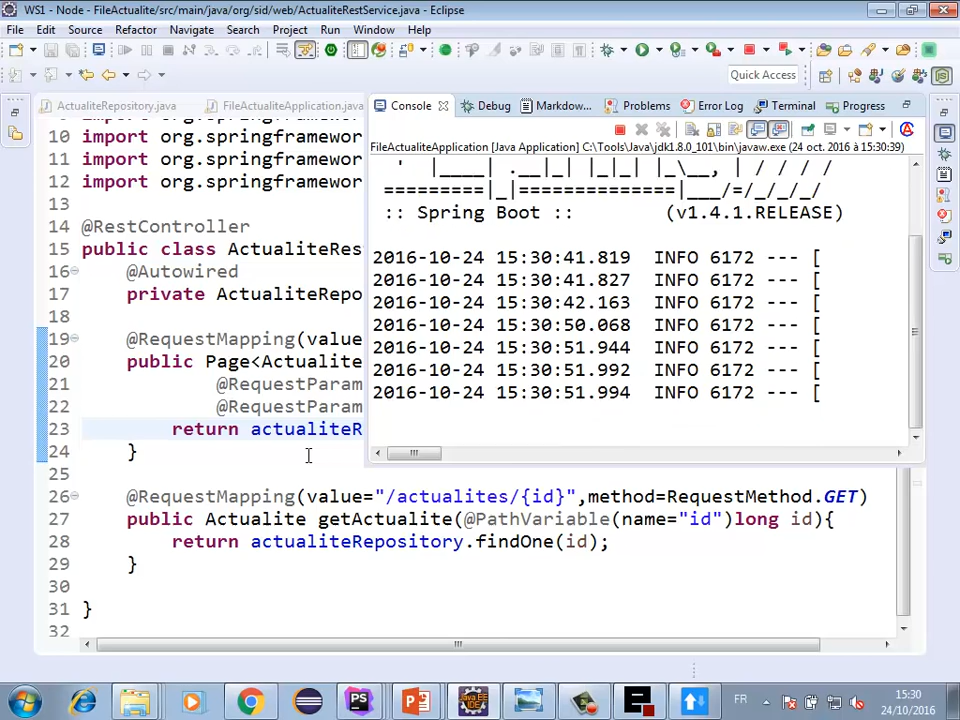 WS1 - Node - FileActualite/src/main/java/org/sid/web/ActualiteRestService.java - Eclipse
File Edit Source Refactor Navigate Search Project Run Window Help
Quick Access
ActualiteRepository.java FileActualiteApplication.java
Console Debug Markdow... Problems Error Log Terminal Progress
FileActualiteApplication [Java Application] C:\Tools\Java\jdk1.8.0_101\bin\javaw.exe (24 oct. 2016 à 15:30:39)
' |____| .__|_| |_|_| |_\__, | / / / /
=========|_|==============|___/=/_/_/_/
:: Spring Boot :: (v1.4.1.RELEASE)
2016-10-24 15:30:41.819 INFO 6172 --- [
2016-10-24 15:30:41.827 INFO 6172 --- [
2016-10-24 15:30:42.163 INFO 6172 --- [
2016-10-24 15:30:50.068 INFO 6172 --- [
2016-10-24 15:30:51.944 INFO 6172 --- [
2016-10-24 15:30:51.992 INFO 6172 --- [
2016-10-24 15:30:51.994 INFO 6172 --- [
10 import org.springframewor
11 import org.springframewor
12 import org.springframewor
13
14 @RestController
15 public class ActualiteRes
16 @Autowired
17 private ActualiteRepo
18
19 @RequestMapping(value
20 public Page<Actualite
21 @RequestParam
22 @RequestParam
23 return actualiteR
24 }
25
26 @RequestMapping(value="/actualites/{id}",method=RequestMethod.GET)
27 public Actualite getActualite(@PathVariable(name="id")long id){
28 return actualiteRepository.findOne(id);
29 }
30
31 }
32
FR
15:30
24/10/2016